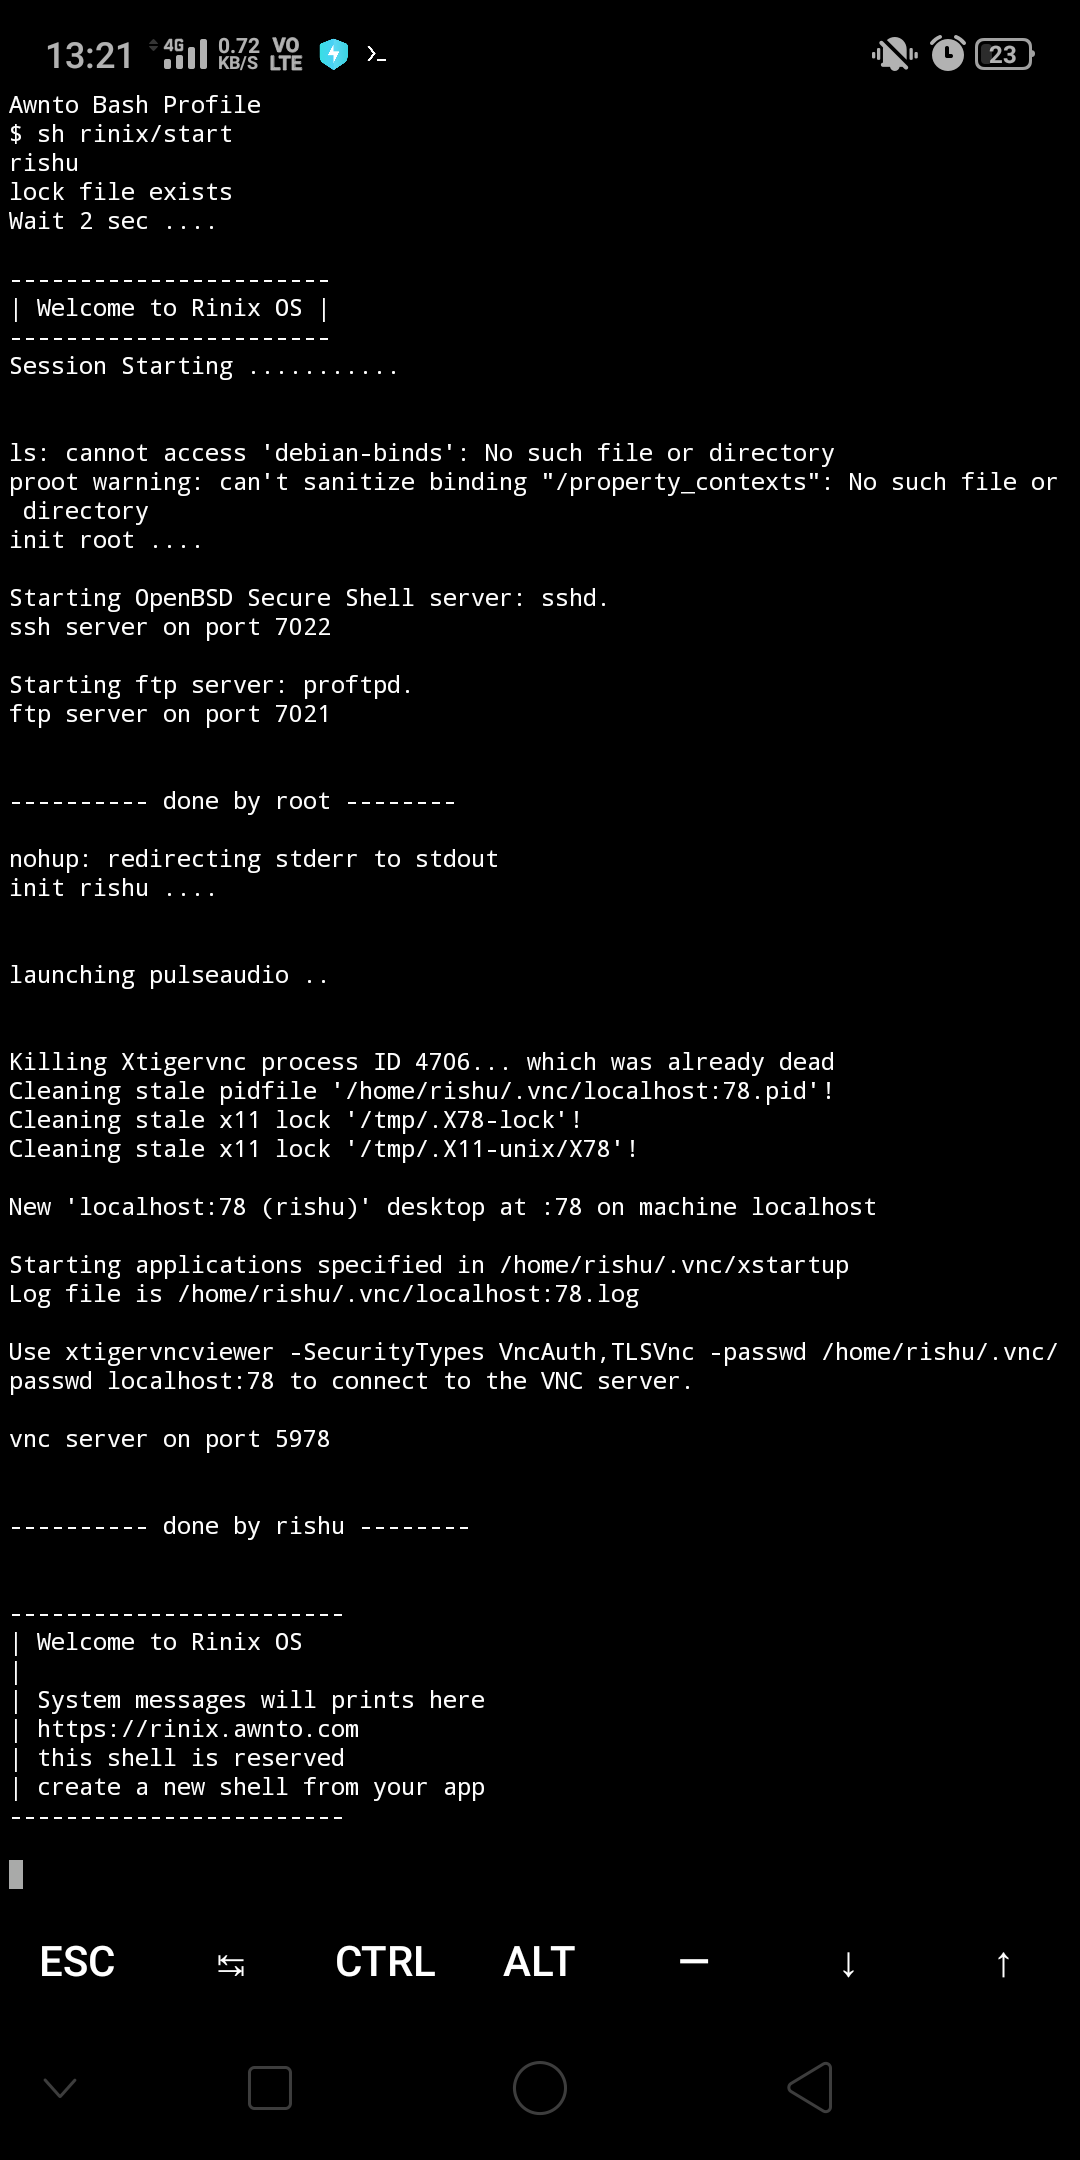 13:21 4G 0.72 KB/S VO LTE 23
Awnto Bash Profile
$ sh rinix/start
rishu
lock file exists
Wait 2 sec ....
-----------------------
| Welcome to Rinix OS |
-----------------------
Session Starting ...........
ls: cannot access 'debian-binds': No such file or directory
proot warning: can't sanitize binding "/property_contexts": No such file or
 directory
init root ....
Starting OpenBSD Secure Shell server: sshd.
ssh server on port 7022
Starting ftp server: proftpd.
ftp server on port 7021
---------- done by root --------
nohup: redirecting stderr to stdout
init rishu ....
launching pulseaudio ..
Killing Xtigervnc process ID 4706... which was already dead
Cleaning stale pidfile '/home/rishu/.vnc/localhost:78.pid'!
Cleaning stale x11 lock '/tmp/.X78-lock'!
Cleaning stale x11 lock '/tmp/.X11-unix/X78'!
New 'localhost:78 (rishu)' desktop at :78 on machine localhost
Starting applications specified in /home/rishu/.vnc/xstartup
Log file is /home/rishu/.vnc/localhost:78.log
Use xtigervncviewer -SecurityTypes VncAuth,TLSVnc -passwd /home/rishu/.vnc/
passwd localhost:78 to connect to the VNC server.
vnc server on port 5978
---------- done by rishu --------
------------------------
| Welcome to Rinix OS
|
| System messages will prints here
| https://rinix.awnto.com
| this shell is reserved
| create a new shell from your app
------------------------
ESC ↹ CTRL ALT — ↓ ↑